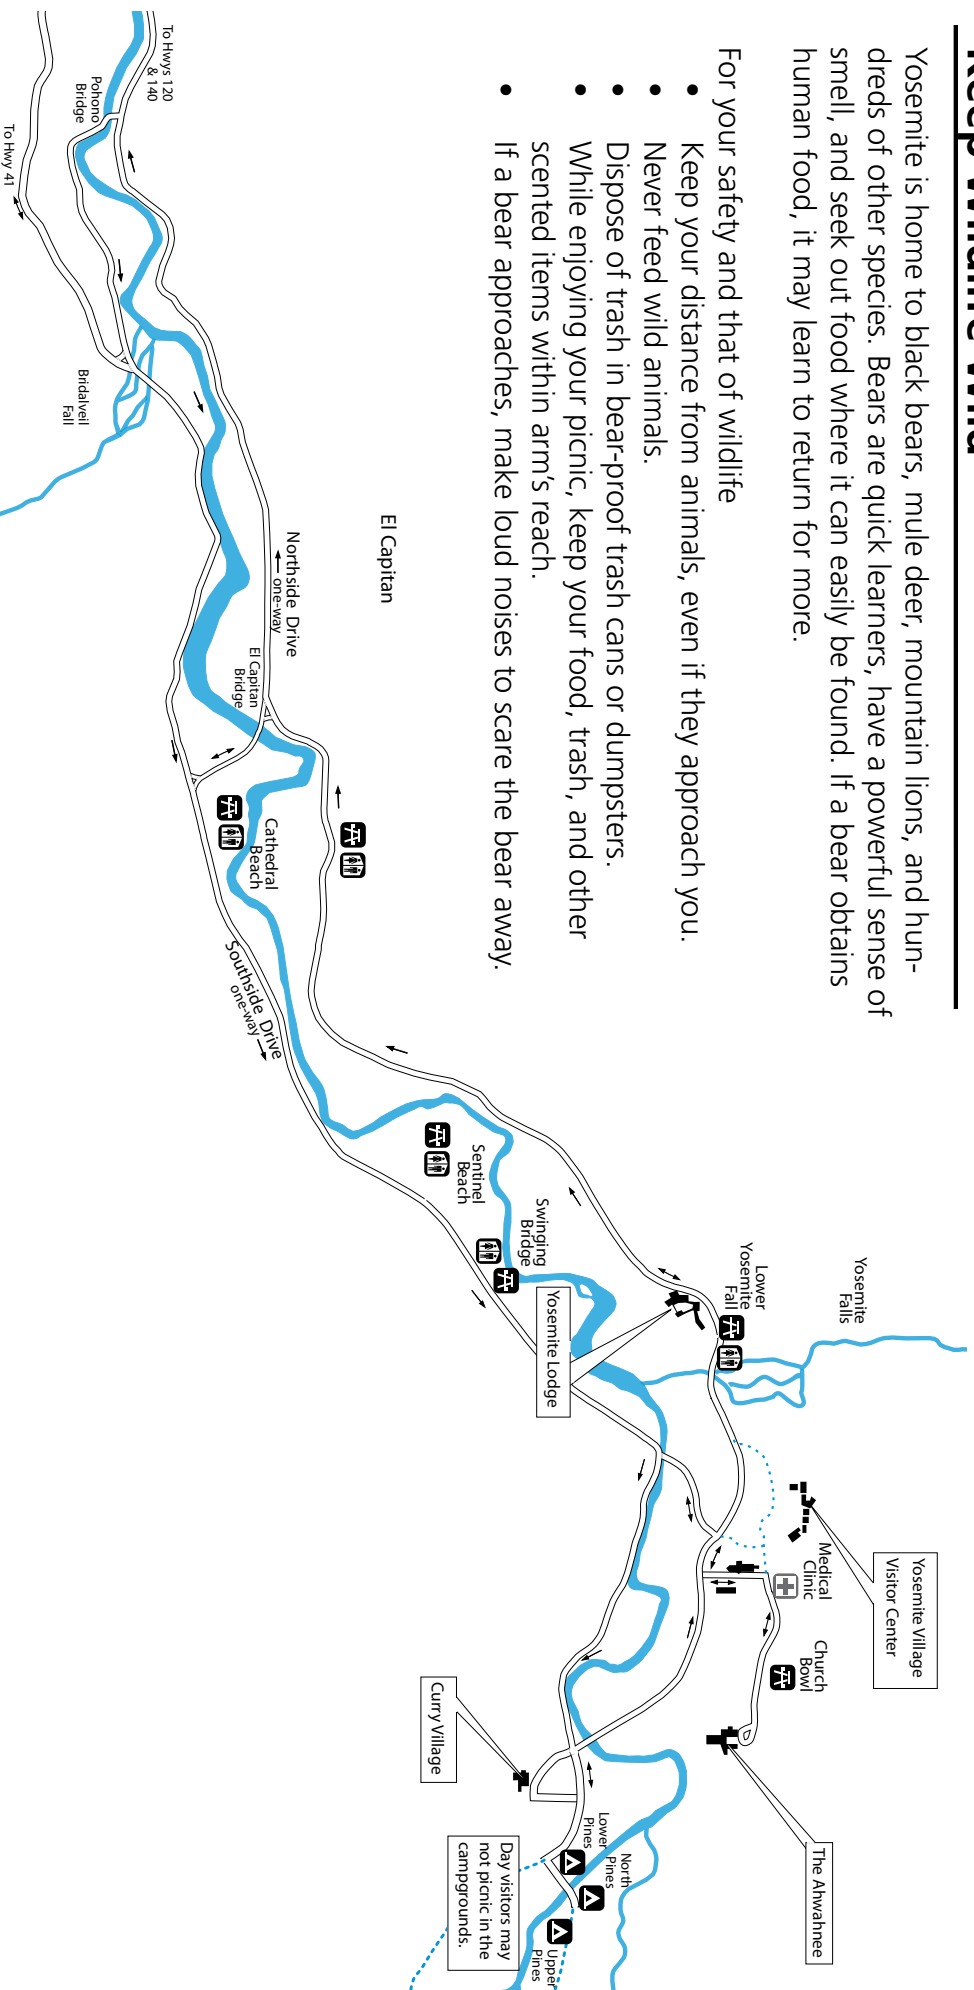 Keep Wildlife Wild
Yosemite is home to black bears, mule deer, mountain lions, and hun-
dreds of other species. Bears are quick learners, have a powerful sense of
smell, and seek out food where it can easily be found. If a bear obtains
human food, it may learn to return for more.
For your safety and that of wildlife
• Keep your distance from animals, even if they approach you.
• Never feed wild animals.
• Dispose of trash in bear-proof trash cans or dumpsters.
• While enjoying your picnic, keep your food, trash, and other
scented items within arm's reach.
• If a bear approaches, make loud noises to scare the bear away.
To Hwys 120
& 140
Pohono
Bridge
To Hwy 41
Bridalveil
Fall
El Capitan
Northside Drive
one-way
El Capitan
Bridge
Cathedral
Beach
Southside Drive
one-way
Sentinel
Beach
Swinging
Bridge
Yosemite Lodge
Lower
Yosemite
Fall
Yosemite
Falls
Yosemite Village
Visitor Center
Medical
Clinic
Church
Bowl
The Ahwahnee
Curry Village
Lower
Pines
North
Pines
Upper
Pines
Day visitors may
not picnic in the
campgrounds.